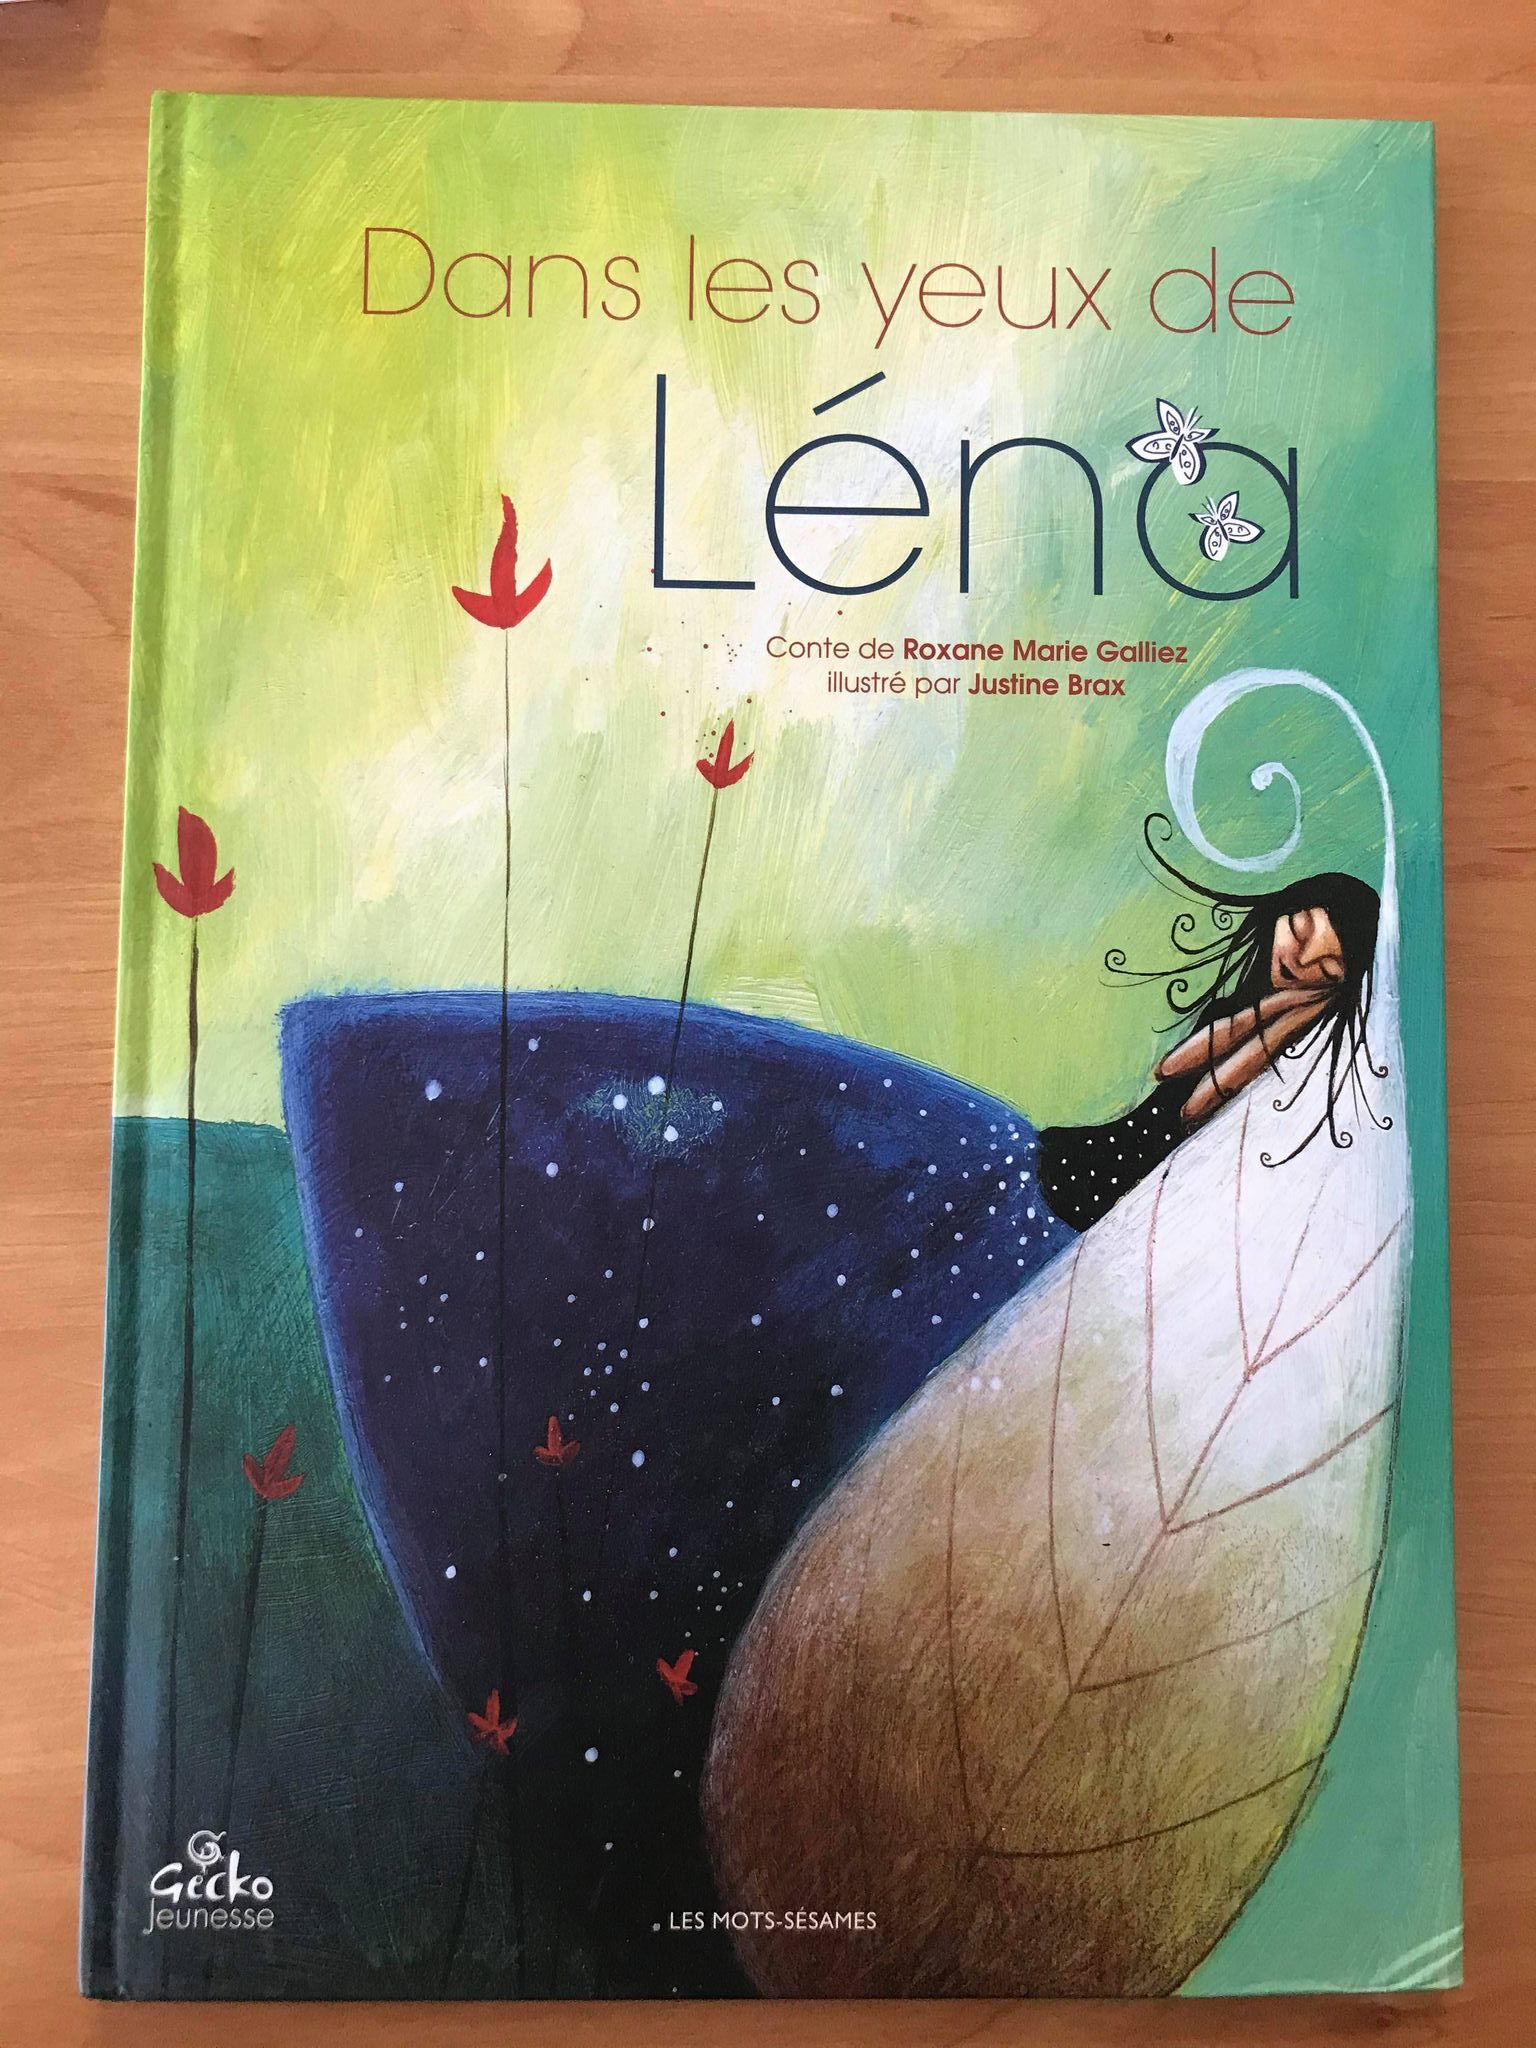 Dans les yeux de
Léna
Conte de Roxane Marie Galliez
illustré par Justine Brax
Gecko
Jeunesse
LES MOTS-SÉSAMES